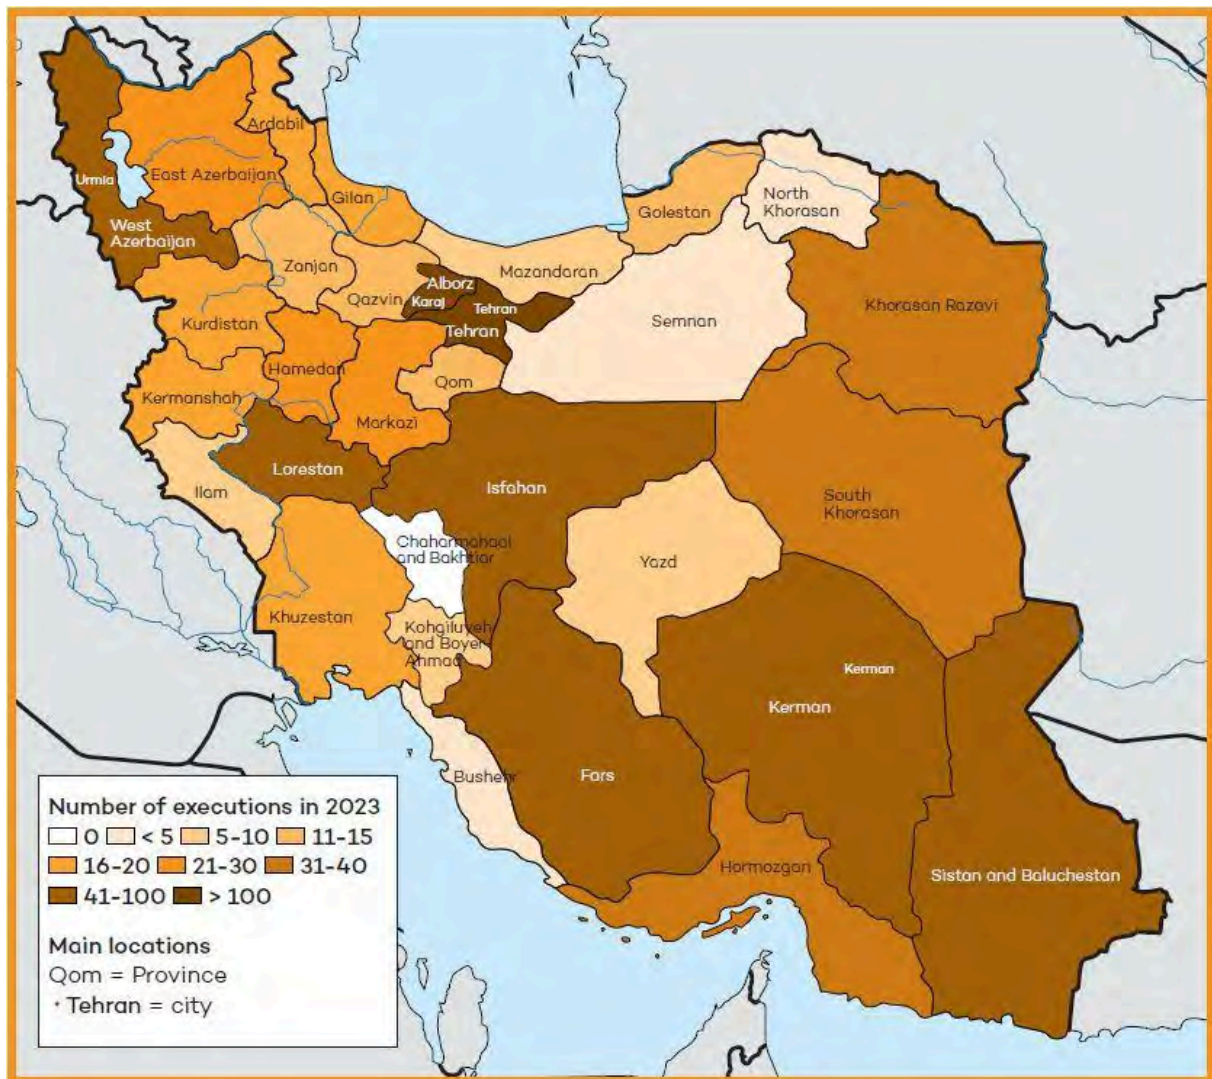 Ardabil
East Azerbaijan
Urmia
Gilan
North
Khorasan
Golestan
West
Azerbaijan
Zanjan
Mazandaran
Alborz
Qazvin
Karaj
Tehran
Khorasan Razavi
Kurdistan
Tehran
Semnan
Hamedan
Qom
Kermanshah
Markazi
Lorestan
Isfahan
Ilam
South
Khorasan
Chaharmahaal
and Bakhtiar
Yazd
Khuzestan
Kohgiluyeh
and Boyer-
Ahmad
Kerman
Kerman
Bushehr
Fars
Hormozgan
Sistan and Baluchestan
Number of executions in 2023
0 < 5 5-10 11-15
16-20 21-30 31-40
41-100 > 100
Main locations
Qom = Province
• Tehran = city